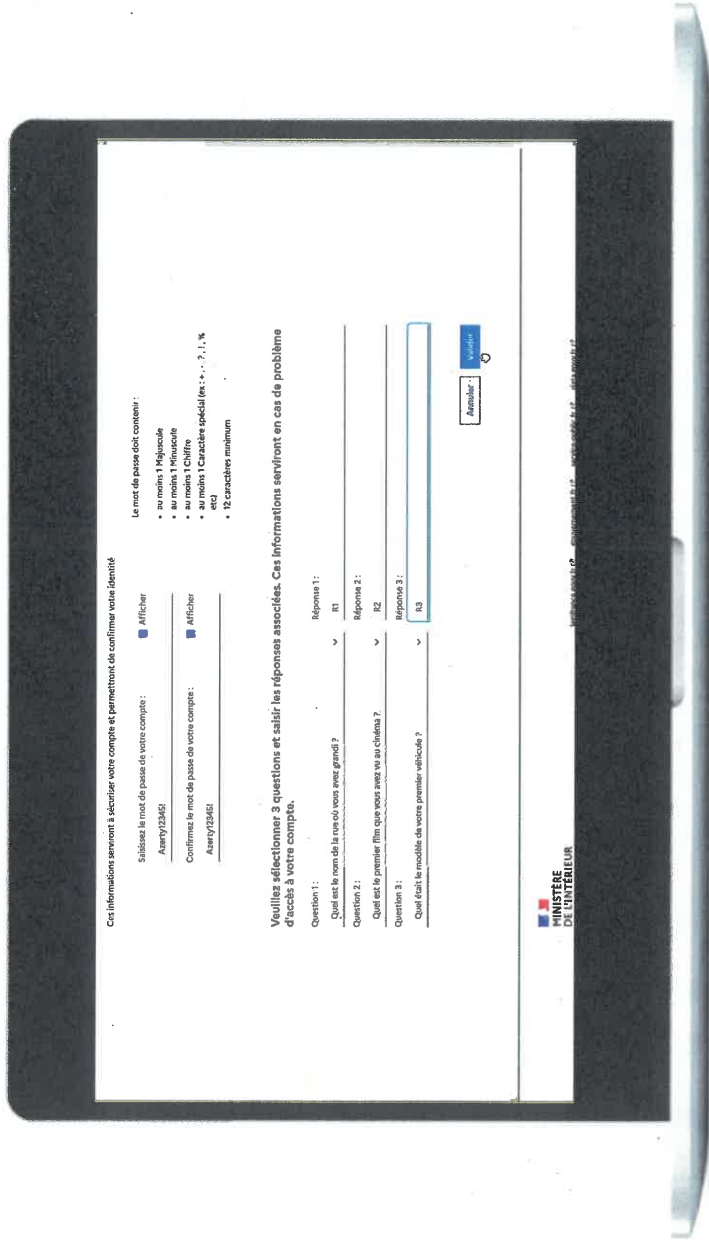 Ces informations serviront à sécuriser votre compte et permettront de confirmer votre identité
Saisissez le mot de passe de votre compte :
Afficher
Azerty12345!
Confirmez le mot de passe de votre compte :
Afficher
Azerty12345!
Le mot de passe doit contenir :
• au moins 1 Majuscule
• au moins 1 Minuscule
• au moins 1 Chiffre
• au moins 1 Caractère spécial (ex : + , - , ? , ! , %
etc)
• 12 caractères minimum
Veuillez sélectionner 3 questions et saisir les réponses associées. Ces informations serviront en cas de problème
d'accès à votre compte.
Question 1 :
Réponse 1 :
Quel est le nom de la rue où vous avez grandi ?
R1
Question 2 :
Réponse 2 :
Quel est le premier film que vous avez vu au cinéma ?
R2
Question 3 :
Réponse 3 :
Quel était le modèle de votre premier véhicule ?
R3
Annuler
Valider
MINISTÈRE
DE L'INTÉRIEUR